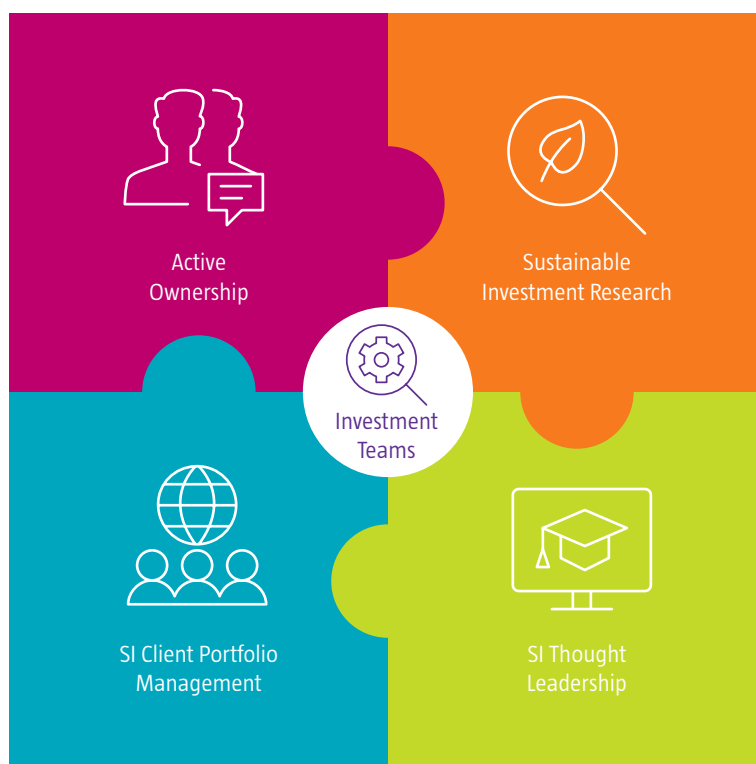 Active
Ownership
Sustainable
Investment Research
Investment
Teams
SI Client Portfolio
Management
SI Thought
Leadership